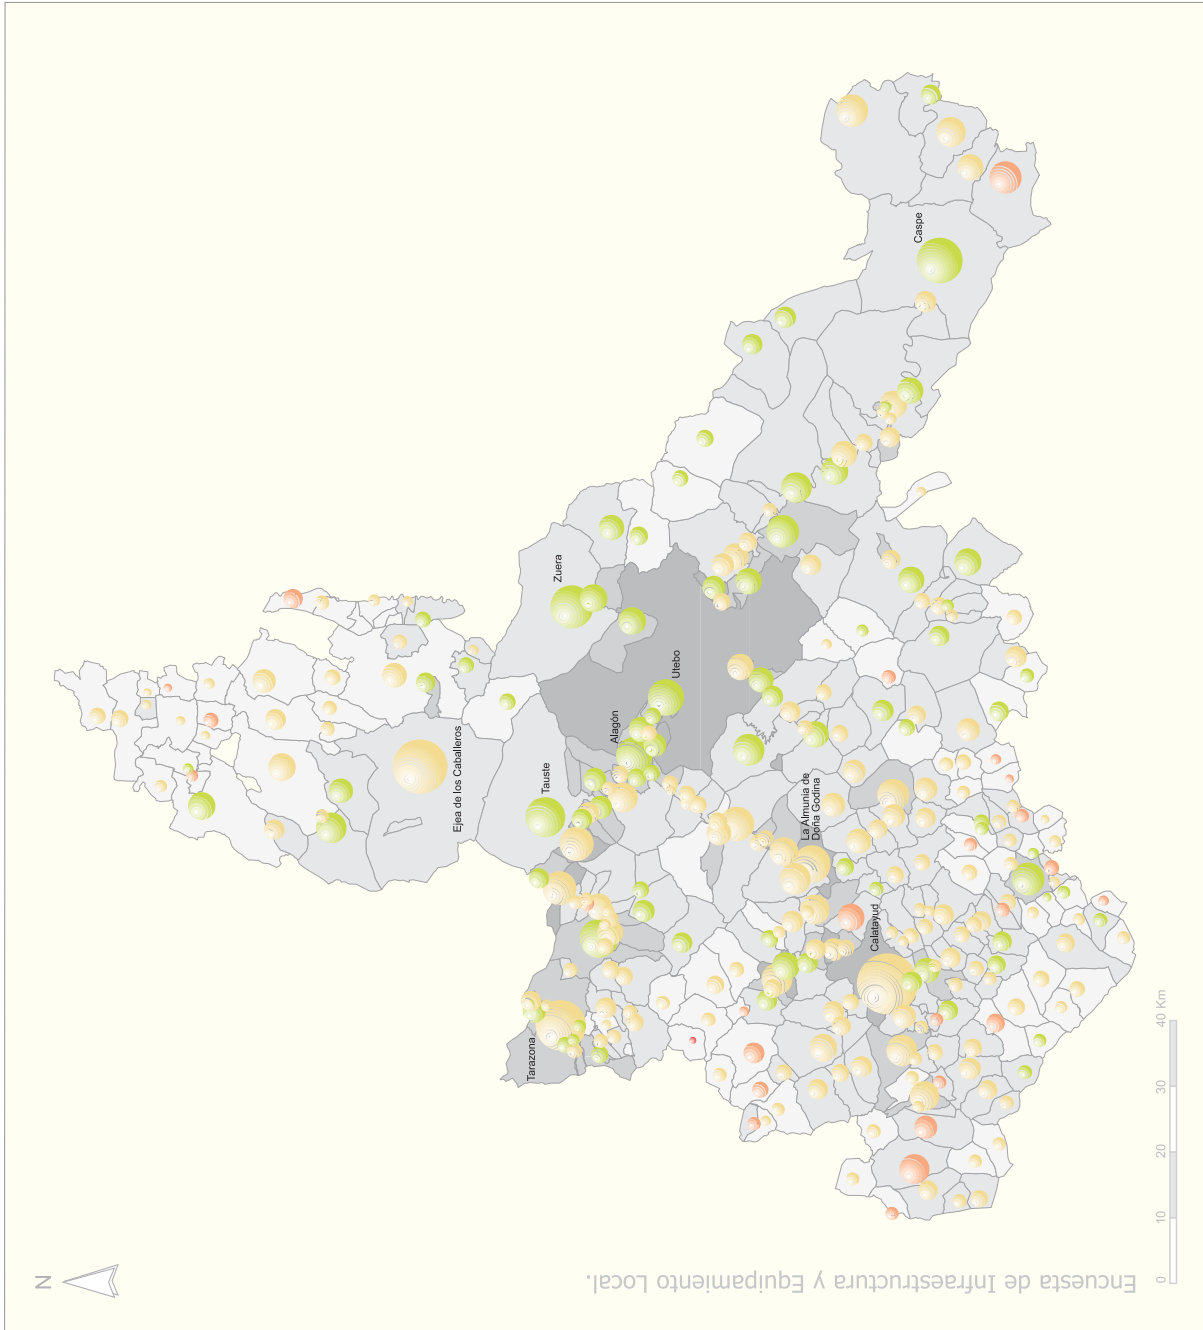 N
Zuera
Utebo
Alagón
Tauste
Ejea de los Caballeros
Tarazona
Caspe
La Almunia de
Doña Godina
Calatayud
0 10 20 30 40 Km
Encuesta de Infraestructura y Equipamiento Local.